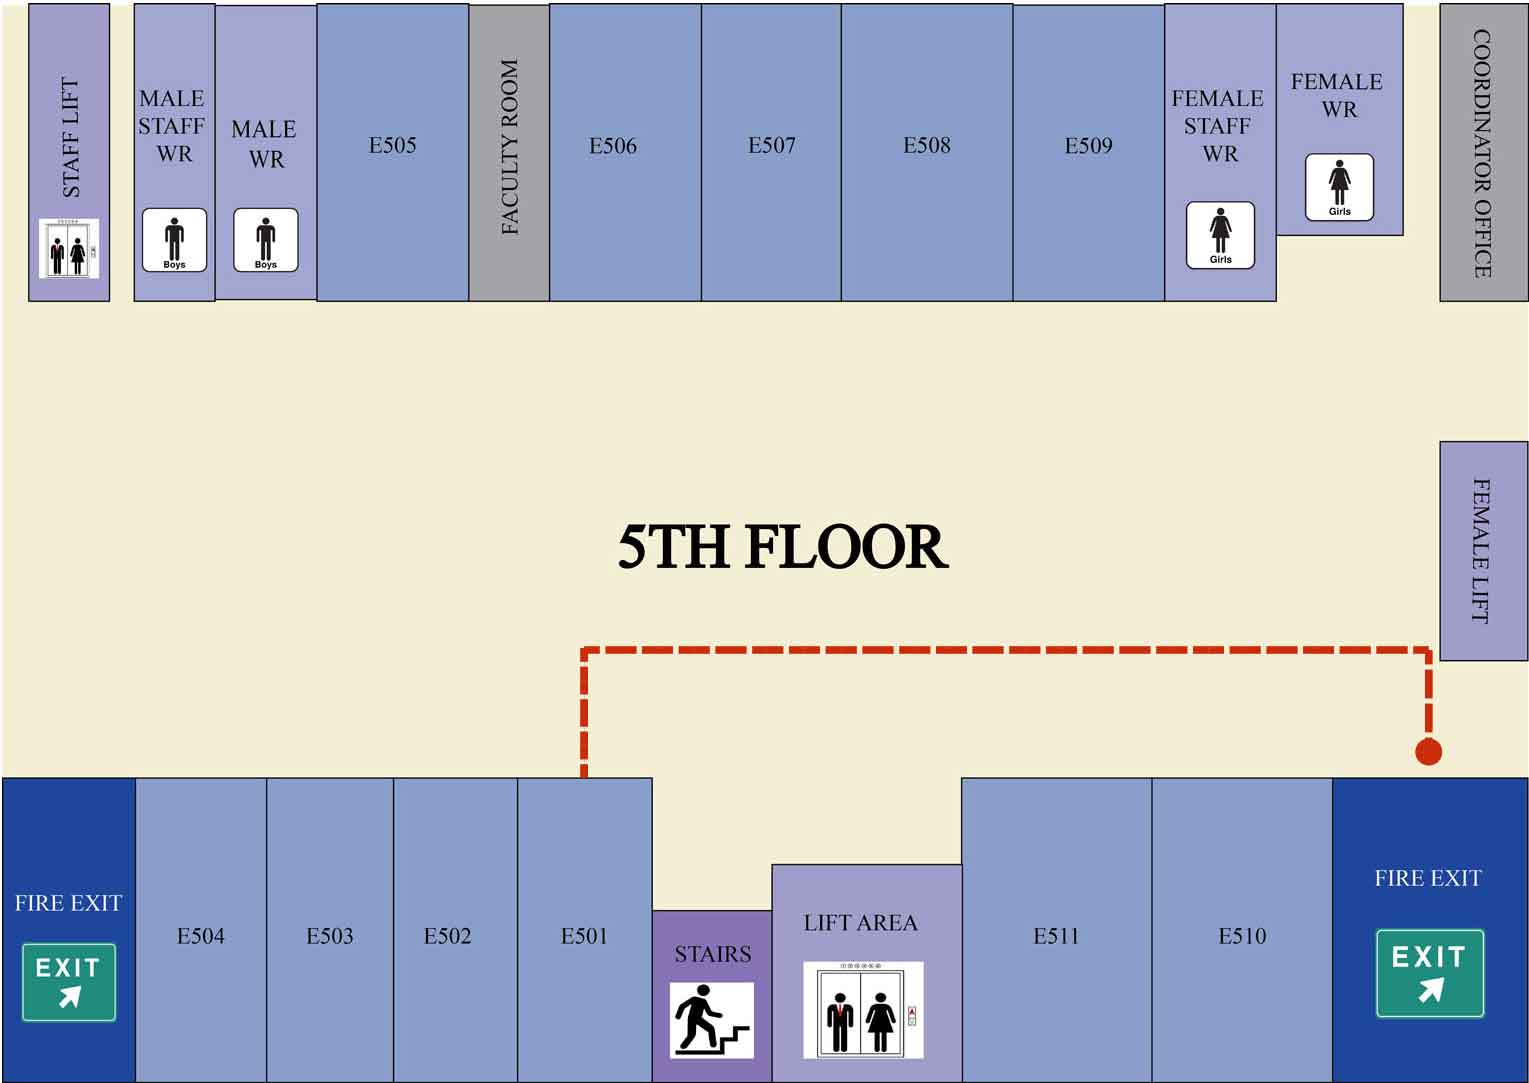 STAFF LIFT
MALE
STAFF
WR
Boys
MALE
WR
Boys
E505
FACULTY ROOM
E506
E507
E508
E509
FEMALE
STAFF
WR
Girls
FEMALE
WR
Girls
COORDINATOR OFFICE
5TH FLOOR
FEMALE LIFT
FIRE EXIT
EXIT
E504
E503
E502
E501
STAIRS
LIFT AREA
E511
E510
FIRE EXIT
EXIT